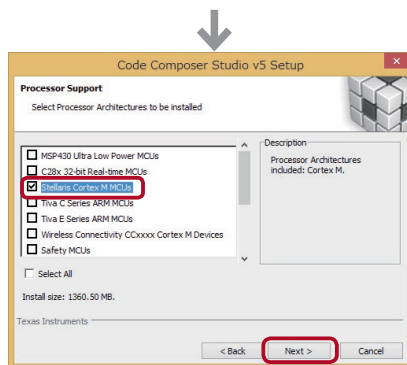 Code Composer Studio v5 Setup
Processor Support
Select Processor Architectures to be installed
MSP430 Ultra Low Power MCUs
C28x 32-bit Real-time MCUs
Stellaris Cortex M MCUs
Tiva C Series ARM MCUs
Tiva E Series ARM MCUs
Wireless Connectivity CCxxxx Cortex M Devices
Safety MCUs
Description
Processor Architectures
included: Cortex M.
Select All
Install size: 1360.50 MB.
Texas Instruments
< Back Next > Cancel